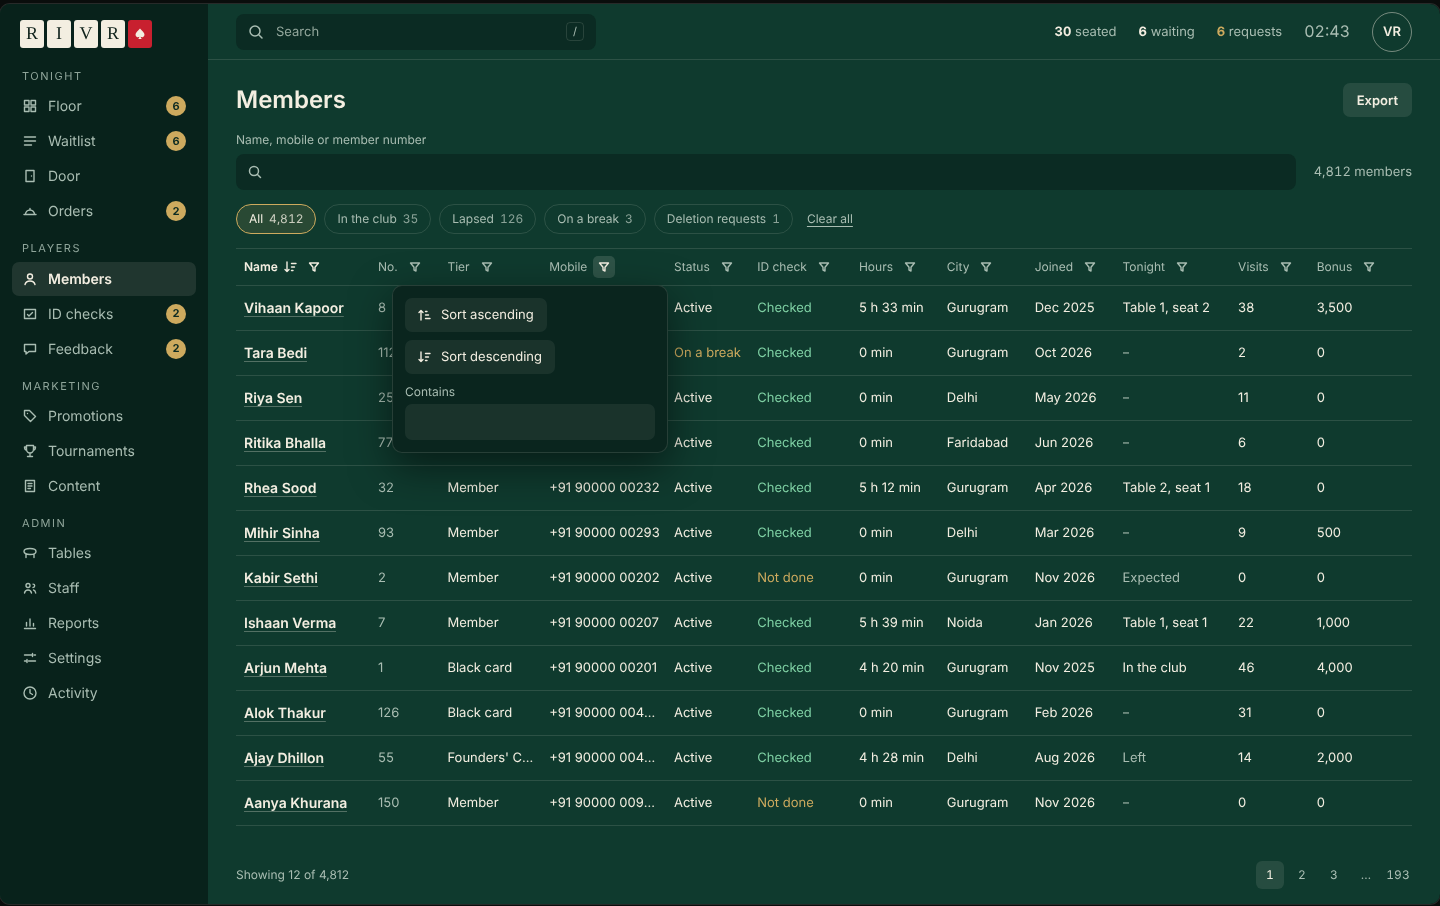 RIVR
Search /
30 seated 6 waiting 6 requests 02:43 VR
TONIGHT
Floor 6
Waitlist 6
Door
Orders 2
PLAYERS
Members
ID checks 2
Feedback 2
MARKETING
Promotions
Tournaments
Content
ADMIN
Tables
Staff
Reports
Settings
Activity
Members
Export
Name, mobile or member number
4,812 members
All 4,812 In the club 35 Lapsed 126 On a break 3 Deletion requests 1 Clear all
Name No. Tier Mobile Status ID check Hours City Joined Tonight Visits Bonus
Vihaan Kapoor 8 Active Checked 5 h 33 min Gurugram Dec 2025 Table 1, seat 2 38 3,500
Tara Bedi 112 On a break Checked 0 min Gurugram Oct 2026 – 2 0
Riya Sen 25 Active Checked 0 min Delhi May 2026 – 11 0
Ritika Bhalla 77 Active Checked 0 min Faridabad Jun 2026 – 6 0
Sort ascending
Sort descending
Contains
Rhea Sood 32 Member +91 90000 00232 Active Checked 5 h 12 min Gurugram Apr 2026 Table 2, seat 1 18 0
Mihir Sinha 93 Member +91 90000 00293 Active Checked 0 min Delhi Mar 2026 – 9 500
Kabir Sethi 2 Member +91 90000 00202 Active Not done 0 min Gurugram Nov 2026 Expected 0 0
Ishaan Verma 7 Member +91 90000 00207 Active Checked 5 h 39 min Noida Jan 2026 Table 1, seat 1 22 1,000
Arjun Mehta 1 Black card +91 90000 00201 Active Checked 4 h 20 min Gurugram Nov 2025 In the club 46 4,000
Alok Thakur 126 Black card +91 90000 004... Active Checked 0 min Gurugram Feb 2026 – 31 0
Ajay Dhillon 55 Founders' C... +91 90000 004... Active Checked 4 h 28 min Delhi Aug 2026 Left 14 2,000
Aanya Khurana 150 Member +91 90000 009... Active Not done 0 min Gurugram Nov 2026 – 0 0
Showing 12 of 4,812
1 2 3 ... 193